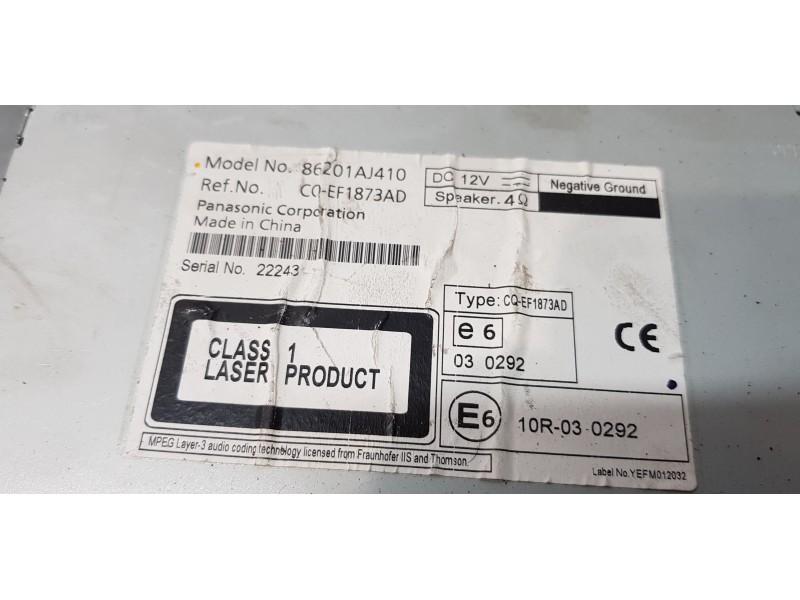 Model No. 86201AJ410
Ref.No. CQ-EF1873AD
Panasonic Corporation
Made in China
Serial No. 22243
DC 12V
Negative Ground
Speaker. 4Ω
Type: CQ-EF1873AD
e 6
03 0292
CE
CLASS 1
LASER PRODUCT
E6
10R-03 0292
MPEG Layer-3 audio coding technology licensed from Fraunhofer IIS and Thomson.
Label No.YEFM012032